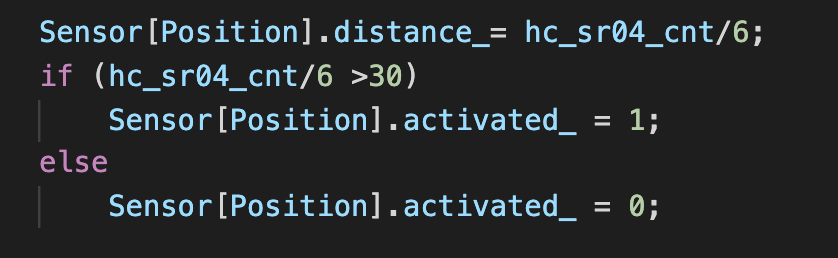 Sensor[Position].distance_= hc_sr04_cnt/6;
if (hc_sr04_cnt/6 >30)
    Sensor[Position].activated_ = 1;
else
    Sensor[Position].activated_ = 0;